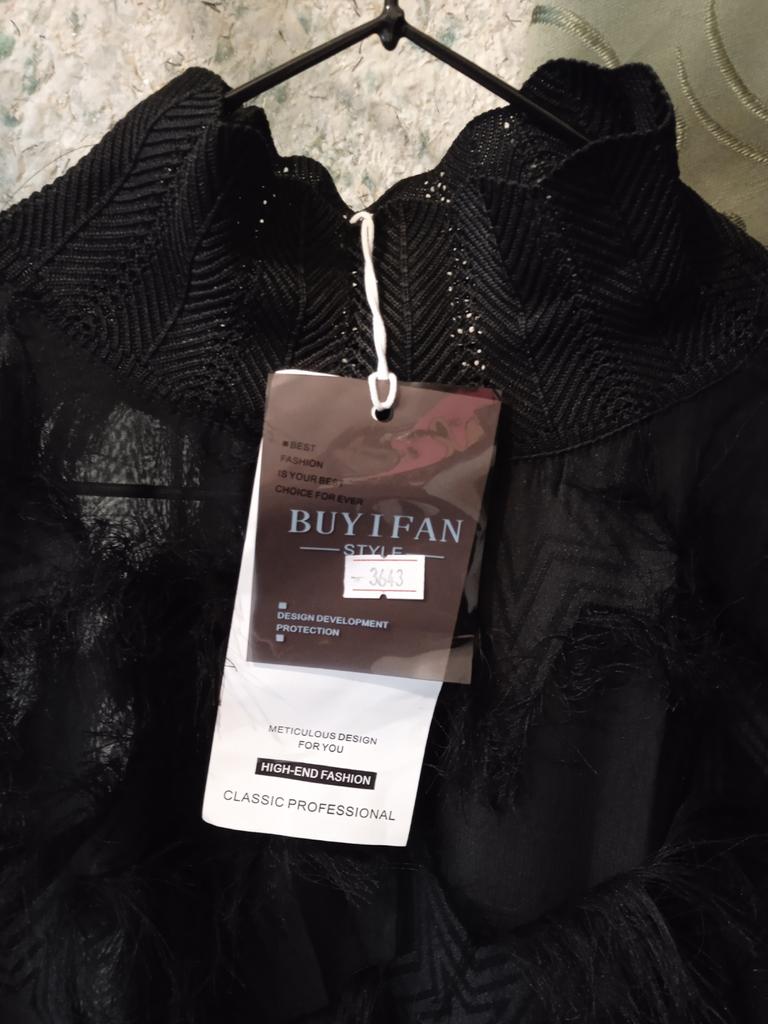 ■ BEST
FASHION
IS YOUR BEST
CHOICE FOR EVER
BUYIFAN
STYLE
3643
DESIGN DEVELOPMENT
PROTECTION
METICULOUS DESIGN
FOR YOU
HIGH-END FASHION
CLASSIC PROFESSIONAL